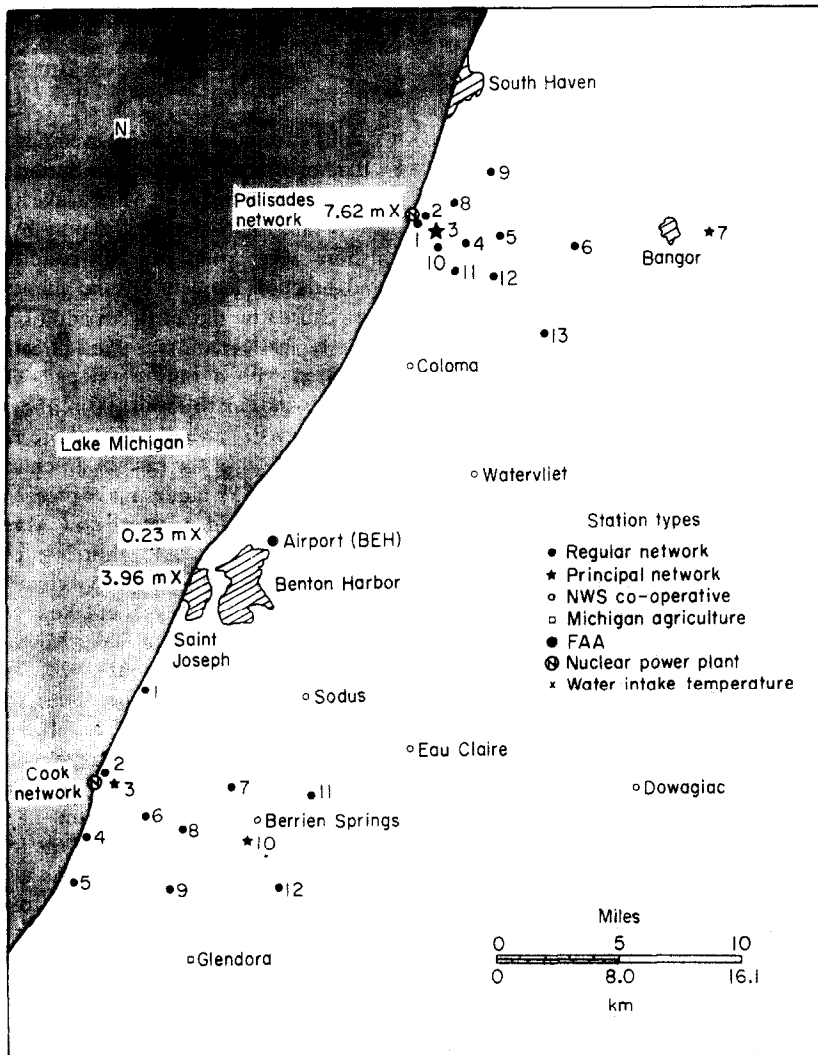 South Haven
N
9
Palisades
network
7.62 mX
2
8
1
3
4
5
6
7
Bangor
10
11
12
13
Coloma
Lake Michigan
Watervliet
0.23 mX
Airport (BEH)
3.96 mX
Benton Harbor
Saint
Joseph
Station types
Regular network
Principal network
NWS co-operative
Michigan agriculture
FAA
N Nuclear power plant
x Water intake temperature
1
Sodus
Eau Claire
Cook
network
N
2
3
7
11
Dowagiac
6
8
Berrien Springs
4
10
5
9
12
Glendora
Miles
0 5 10
0 8.0 16.1
km